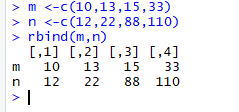 > m <-c(10,13,15,33)
> n <-c(12,22,88,110)
> rbind(m,n)
  [,1] [,2] [,3] [,4]
m   10   13   15   33
n   12   22   88  110
>